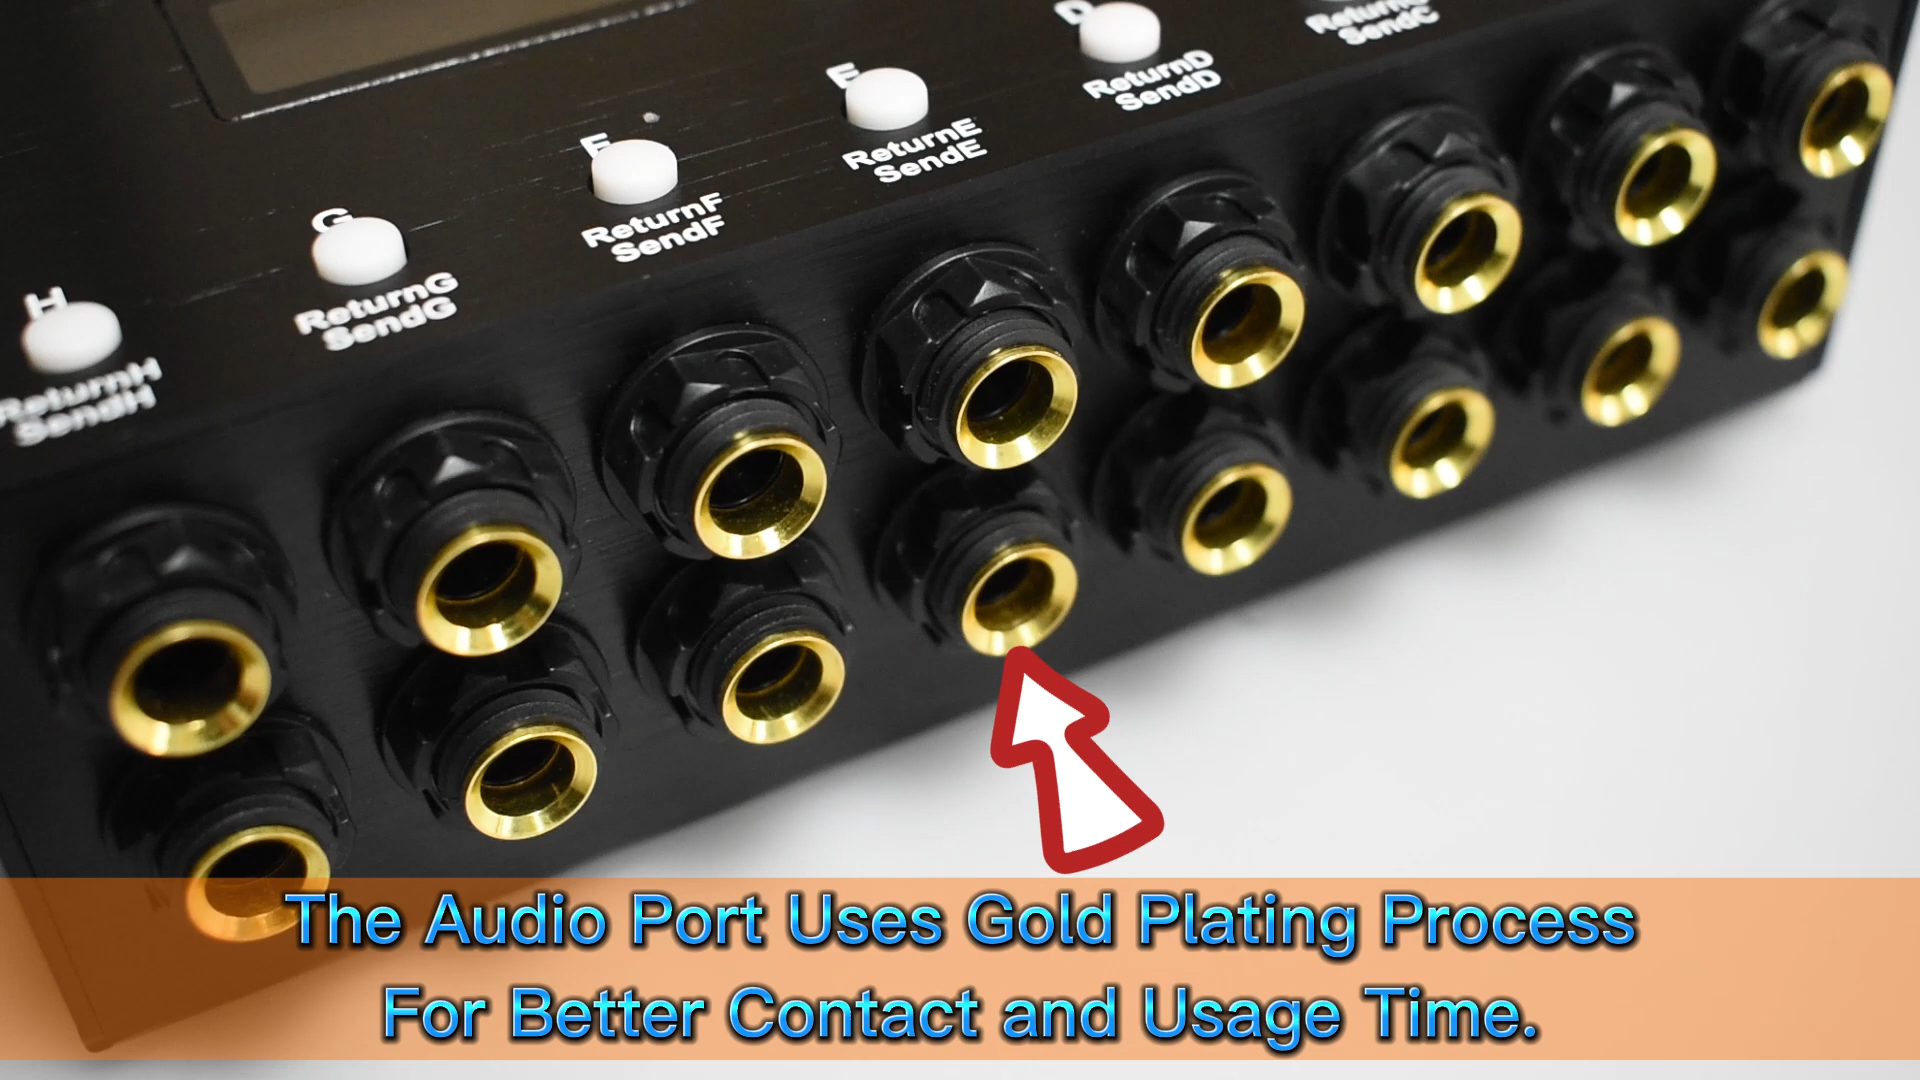 D
ReturnC
SendC
E
ReturnD
SendD
F
ReturnE
SendE
G
ReturnF
SendF
H
ReturnG
SendG
ReturnH
SendH
The Audio Port Uses Gold Plating Process
For Better Contact and Usage Time.